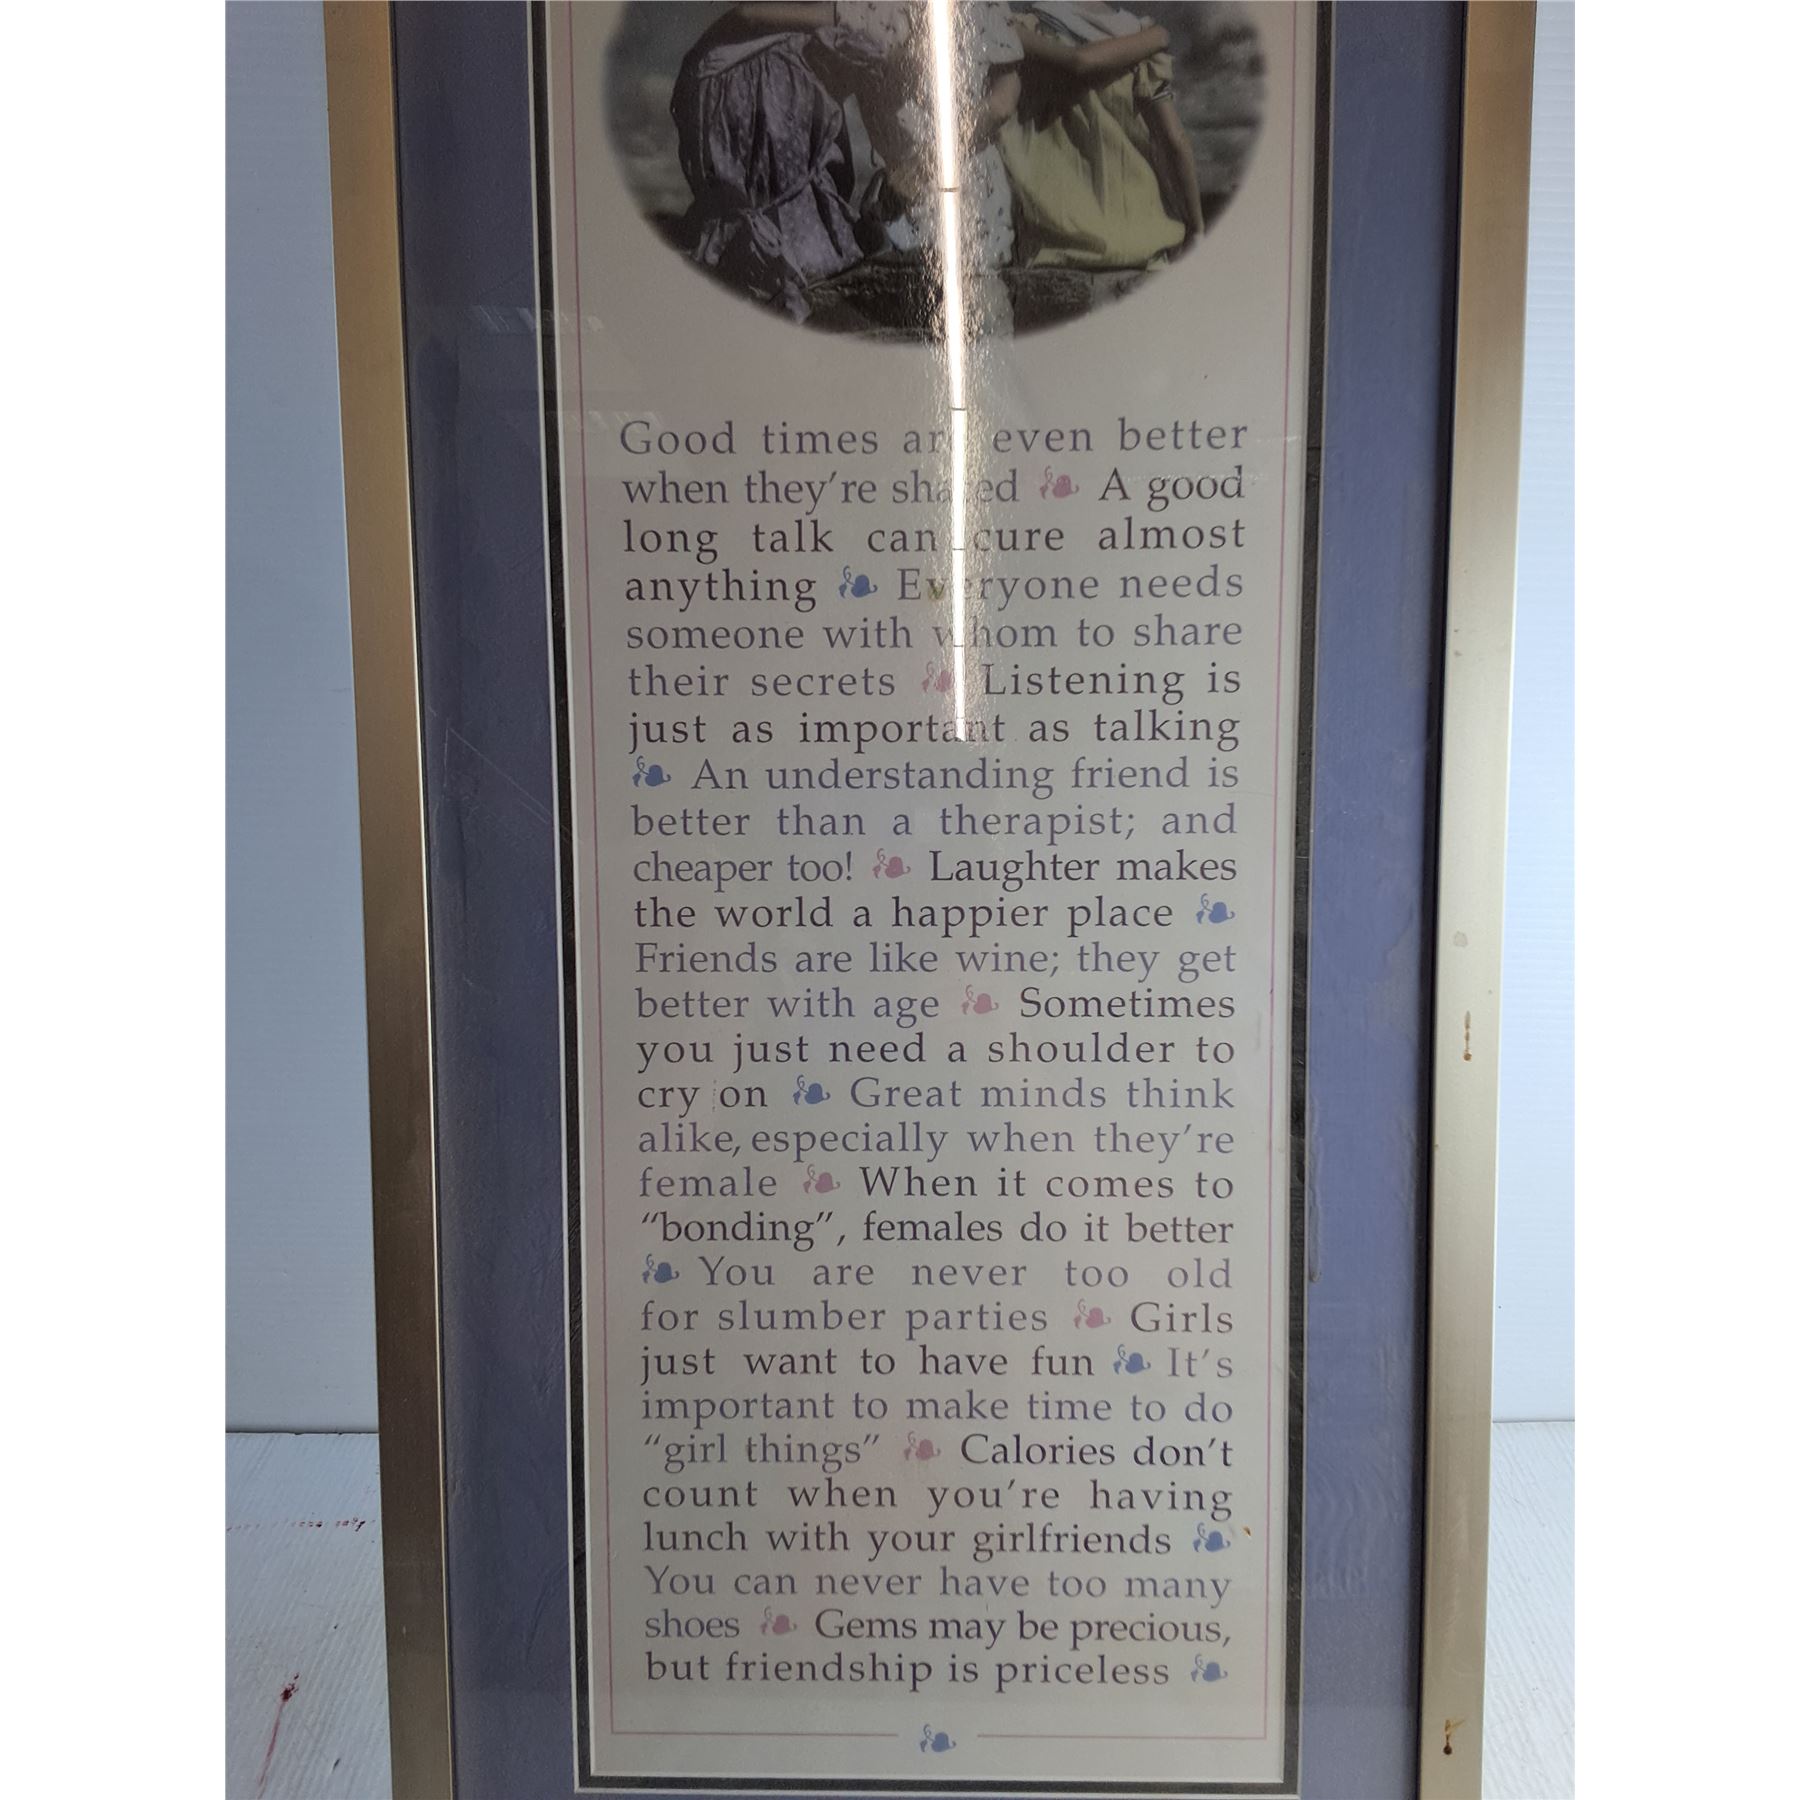 Good times are even better
when they're shared A good
long talk can cure almost
anything Everyone needs
someone with whom to share
their secrets Listening is
just as important as talking
An understanding friend is
better than a therapist; and
cheaper too! Laughter makes
the world a happier place
Friends are like wine; they get
better with age Sometimes
you just need a shoulder to
cry on Great minds think
alike, especially when they're
female When it comes to
"bonding", females do it better
You are never too old
for slumber parties Girls
just want to have fun It's
important to make time to do
"girl things" Calories don't
count when you're having
lunch with your girlfriends
You can never have too many
shoes Gems may be precious,
but friendship is priceless